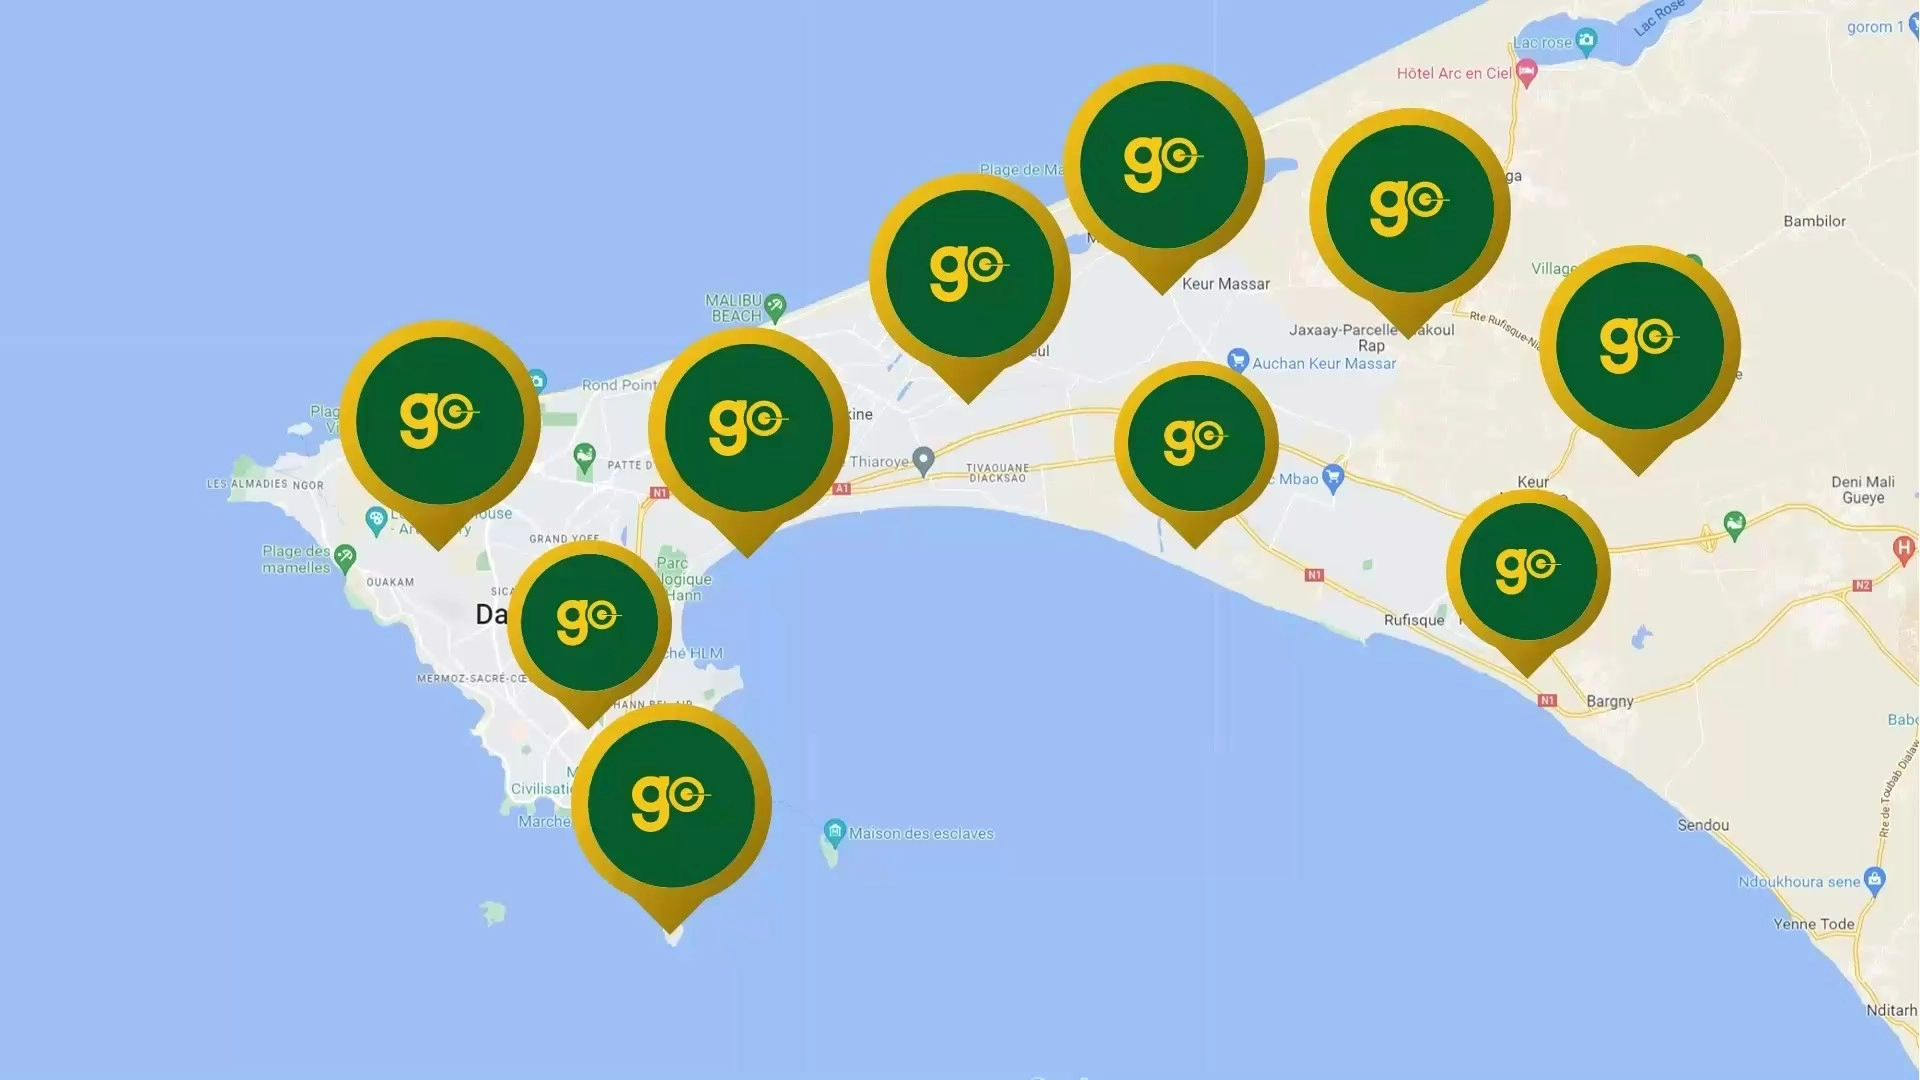 Lac Rose
gorom 1
Lac rose
Hôtel Arc en Ciel
go
go
Plage de Ma
ga
Bambilor
go
Village
Keur Massar
MALIBU
BEACH
go
Rte Rufisque-Ni
Jaxaay-Parcelle
akoul
Rap
eul
Auchan Keur Massar
Rond Point
e
go
go
Plag
kine
go
Thiaroye
TIVAOUANE
DIACKSAO
PATTE D
LES ALMADIES
NGOR
N1
A1
Mbao
Keur
Deni Mali
Gueye
ouse
GRAND YOFF
Plage des
mamelles
OUAKAM
Parc
logique
Hann
N1
go
N2
H
SICA
Da
go
Rufisque
ché HLM
MERMOZ-SACRÉ-CŒ
HANN BEL-AIR
N1
Bargny
Babo
go
Civilisati
Marché
Maison des esclaves
Sendou
Rte de Toubab Dialaw
Ndoukhoura sene
Yenne Tode
Nditarh